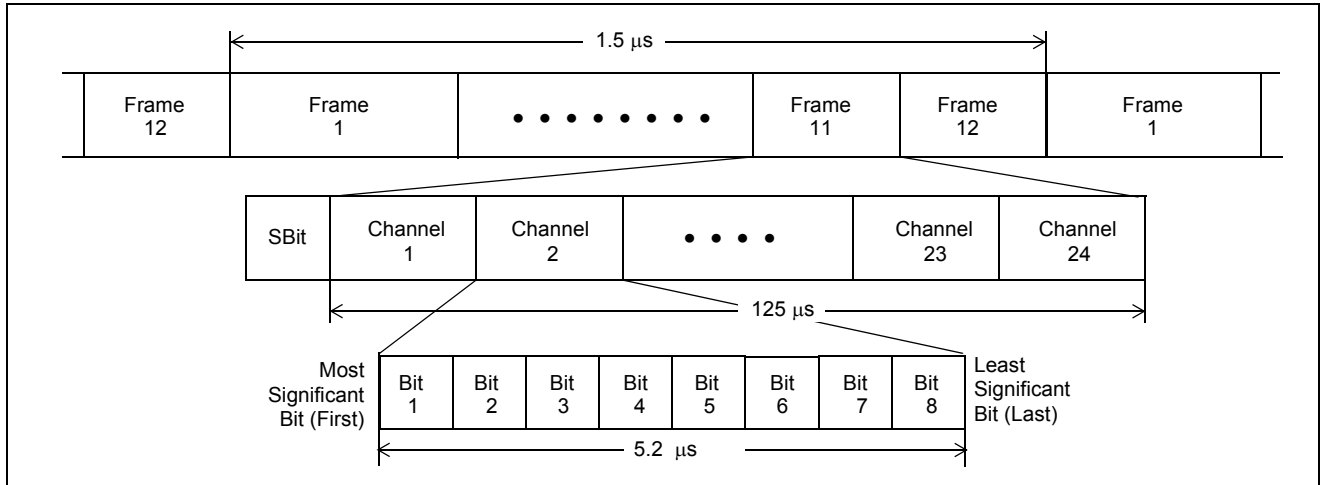 1.5 μs
Frame 12
Frame 1
Frame 11
Frame 12
Frame 1
SBit
Channel 1
Channel 2
Channel 23
Channel 24
125 μs
Most Significant Bit (First)
Bit 1
Bit 2
Bit 3
Bit 4
Bit 5
Bit 6
Bit 7
Bit 8
Least Significant Bit (Last)
5.2 μs